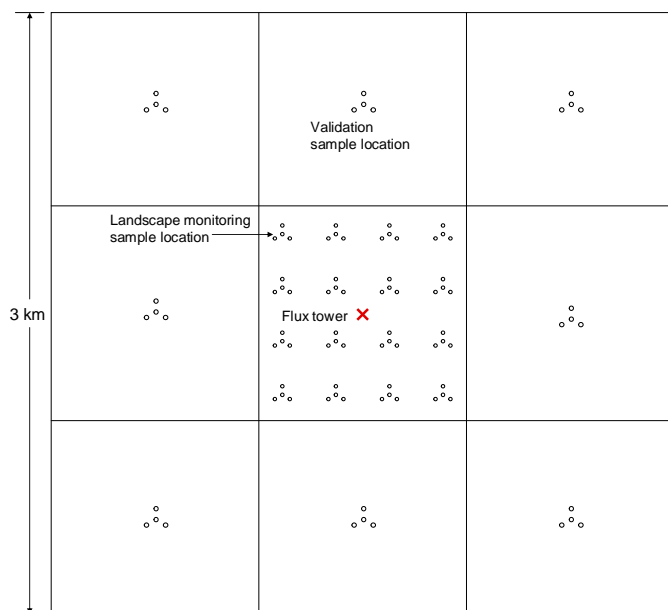 Validation
sample location
Landscape monitoring
sample location
3 km
Flux tower